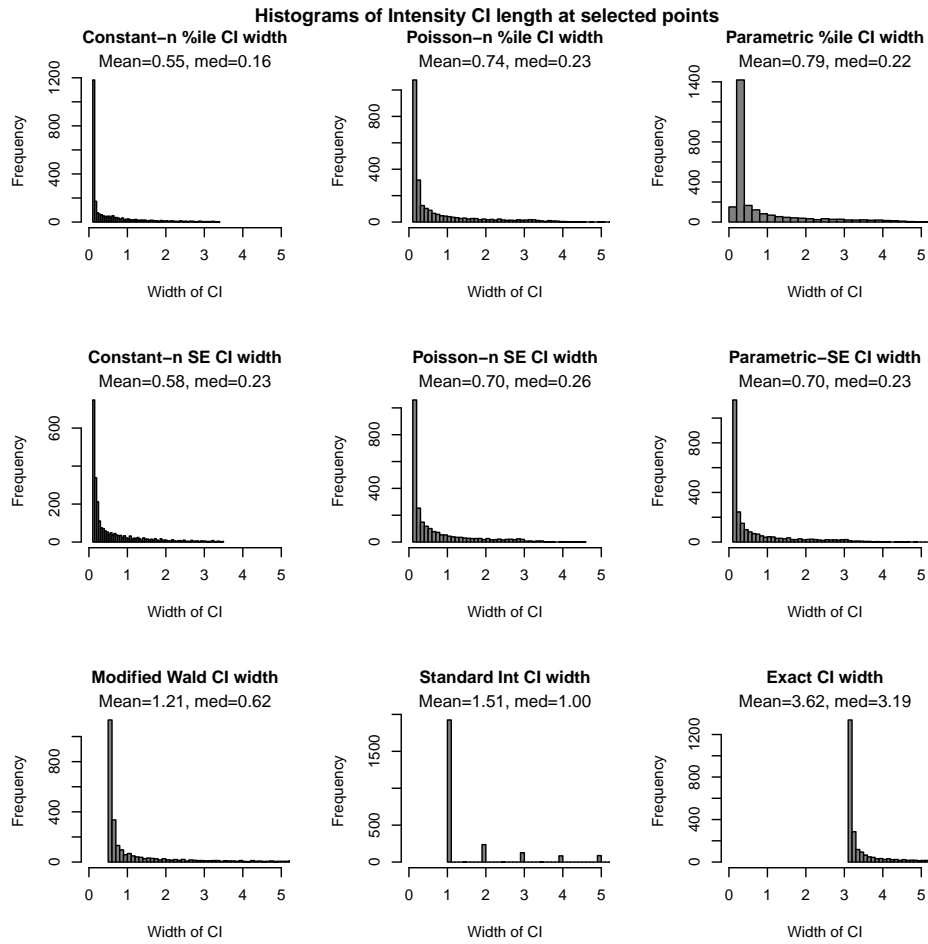 Histograms of Intensity CI length at selected points
Constant−n %ile CI width
Mean=0.55, med=0.16
Frequency
0 400 800 1200
0 1 2 3 4 5
Width of CI
Poisson−n %ile CI width
Mean=0.74, med=0.23
Frequency
0 400 800
0 1 2 3 4 5
Width of CI
Parametric %ile CI width
Mean=0.79, med=0.22
Frequency
0 400 800 1400
0 1 2 3 4 5
Width of CI
Constant−n SE CI width
Mean=0.58, med=0.23
Frequency
0 200 600
0 1 2 3 4 5
Width of CI
Poisson−n SE CI width
Mean=0.70, med=0.26
Frequency
0 400 800
0 1 2 3 4 5
Width of CI
Parametric−SE CI width
Mean=0.70, med=0.23
Frequency
0 400 800
0 1 2 3 4 5
Width of CI
Modified Wald CI width
Mean=1.21, med=0.62
Frequency
0 400 800
0 1 2 3 4 5
Width of CI
Standard Int CI width
Mean=1.51, med=1.00
Frequency
0 500 1500
0 1 2 3 4 5
Width of CI
Exact CI width
Mean=3.62, med=3.19
Frequency
0 400 800 1200
0 1 2 3 4 5
Width of CI